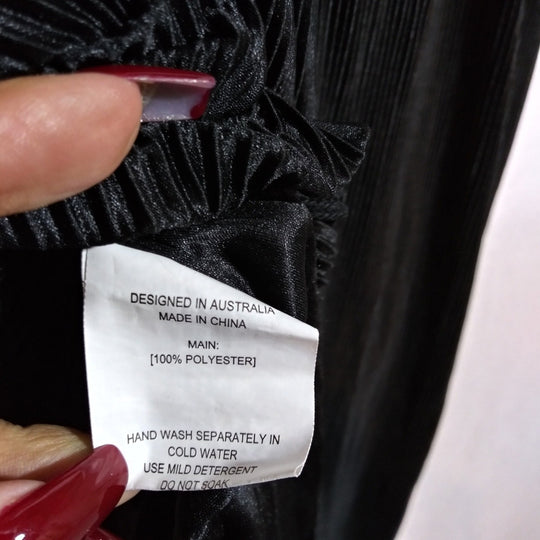 DESIGNED IN AUSTRALIA
MADE IN CHINA
MAIN:
[100% POLYESTER]
HAND WASH SEPARATELY IN
COLD WATER
USE MILD DETERGENT
DO NOT SOAK